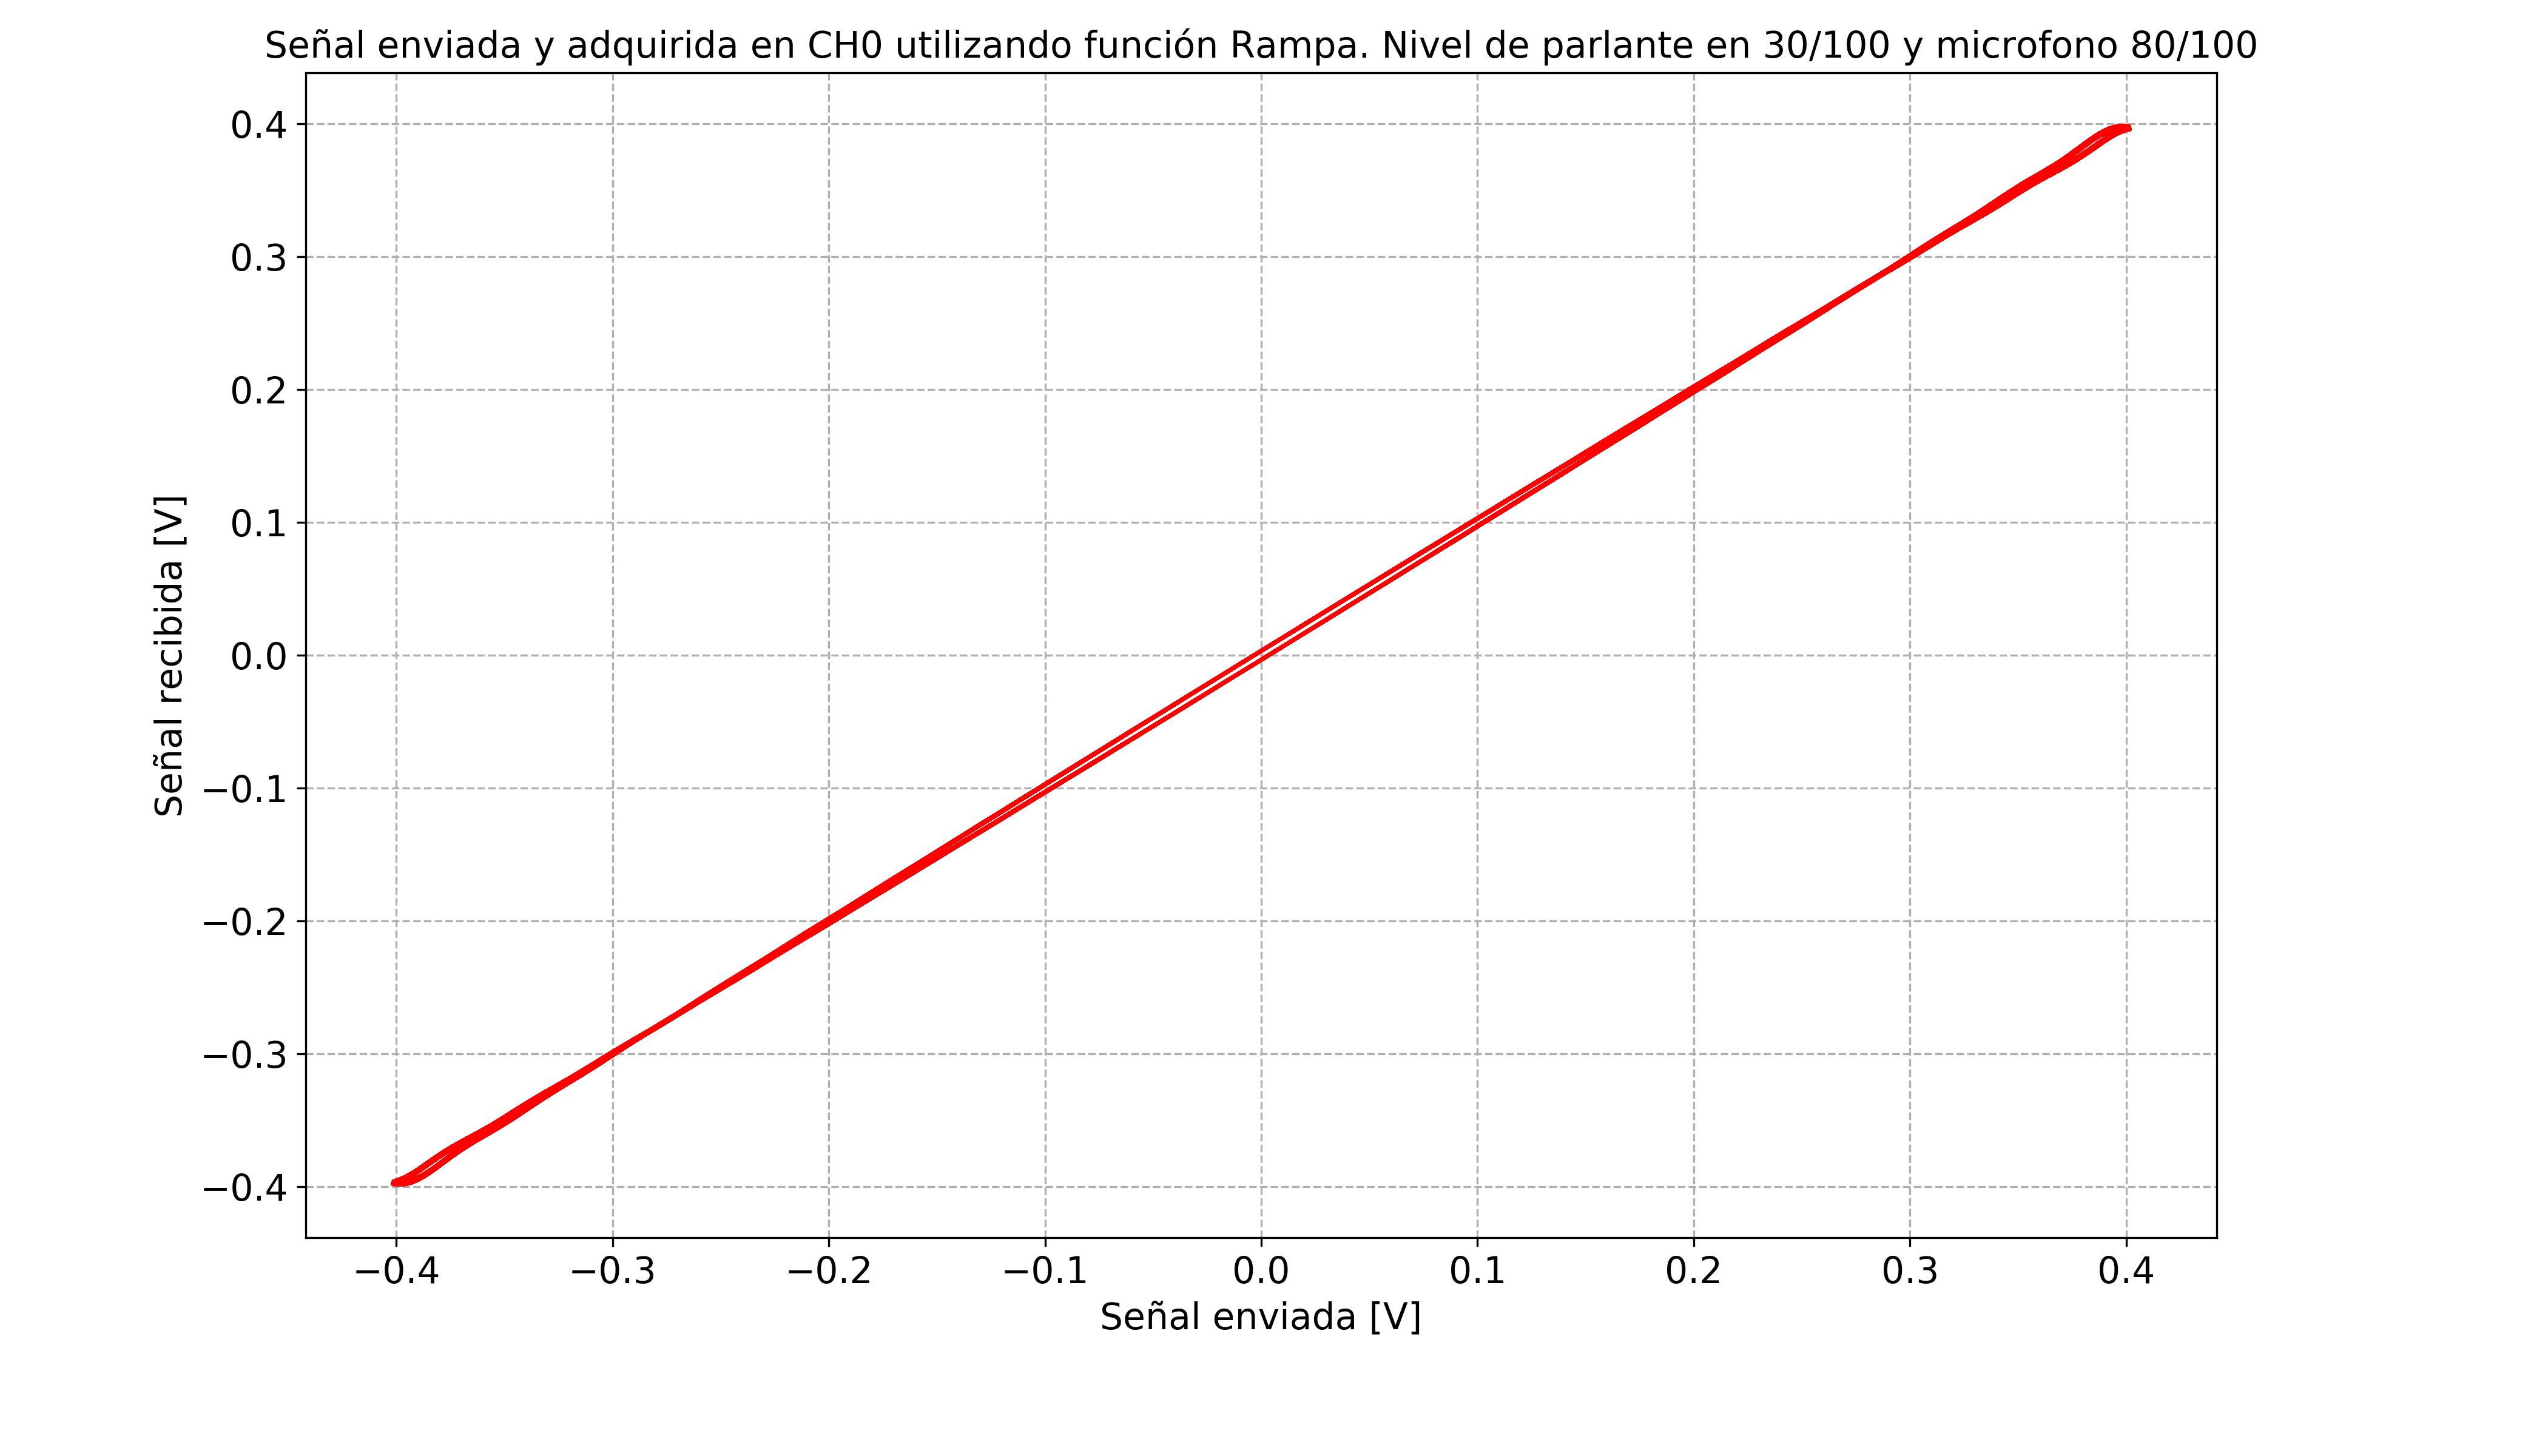 Señal enviada y adquirida en CH0 utilizando función Rampa. Nivel de parlante en 30/100 y microfono 80/100
0.4
0.3
0.2
0.1
0.0
−0.1
−0.2
−0.3
−0.4
Señal recibida [V]
−0.4 −0.3 −0.2 −0.1 0.0 0.1 0.2 0.3 0.4
Señal enviada [V]